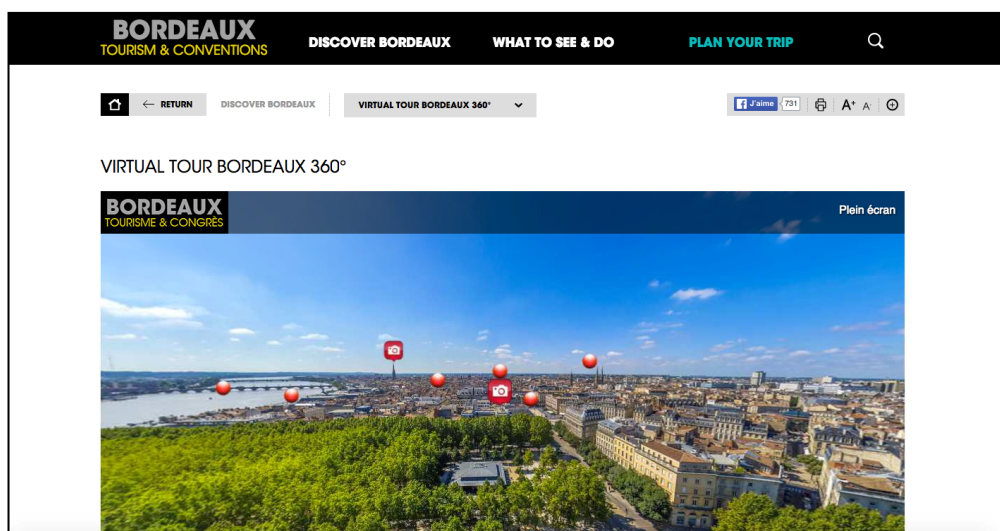 BORDEAUX
TOURISM & CONVENTIONS
DISCOVER BORDEAUX
WHAT TO SEE & DO
PLAN YOUR TRIP
← RETURN
DISCOVER BORDEAUX
VIRTUAL TOUR BORDEAUX 360°
J'aime
731
A+
A-
VIRTUAL TOUR BORDEAUX 360°
BORDEAUX
TOURISME & CONGRÈS
Plein écran